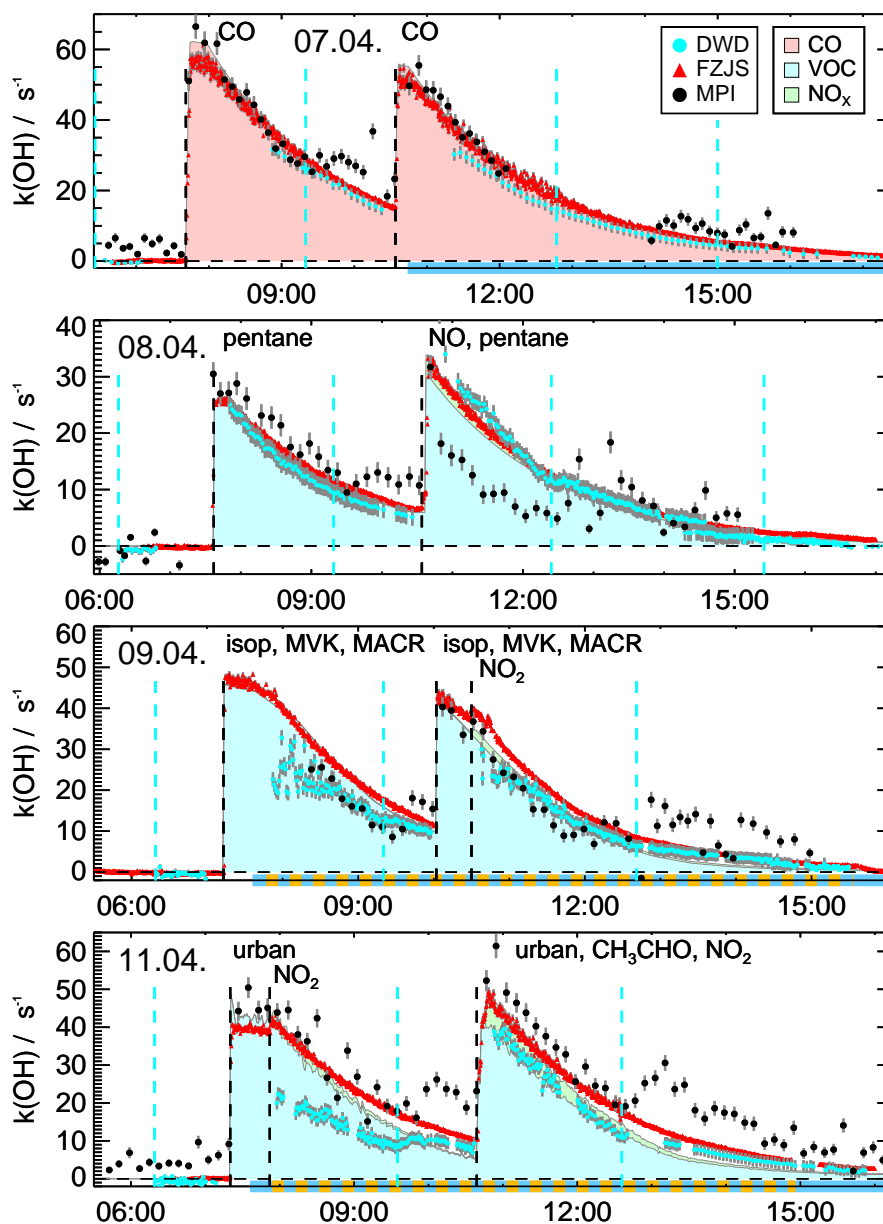 CO 07.04. CO
DWD
FZJS
MPI
CO
VOC
NOX
k(OH) / s-1
60
40
20
0
09:00 12:00 15:00
08.04. pentane NO, pentane
k(OH) / s-1
40
30
20
10
0
06:00 09:00 12:00 15:00
09.04. isop, MVK, MACR isop, MVK, MACR
NO2
k(OH) / s-1
60
50
40
30
20
10
0
06:00 09:00 12:00 15:00
11.04. urban urban, CH3CHO, NO2
NO2
k(OH) / s-1
60
50
40
30
20
10
0
06:00 09:00 12:00 15:00